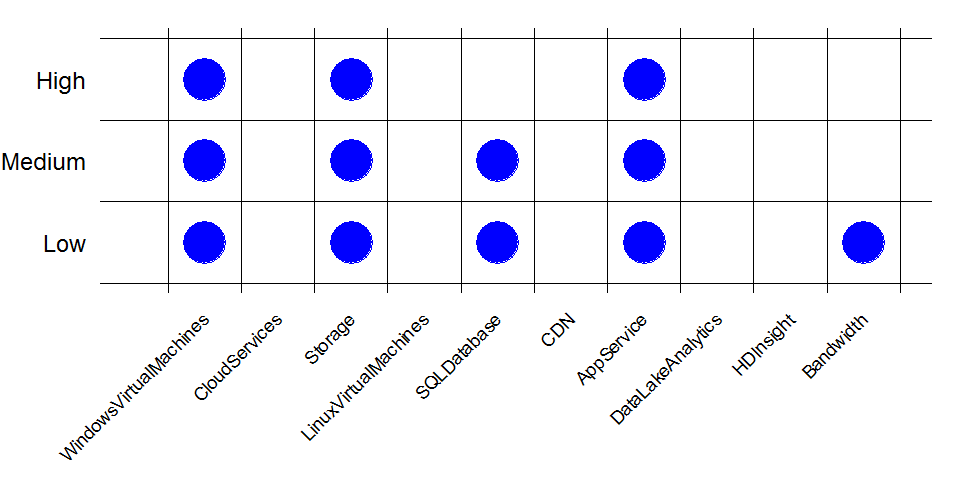 High
Medium
Low
WindowsVirtualMachines
CloudServices
Storage
LinuxVirtualMachines
SQLDatabase
CDN
AppService
DataLakeAnalytics
HDInsight
Bandwidth